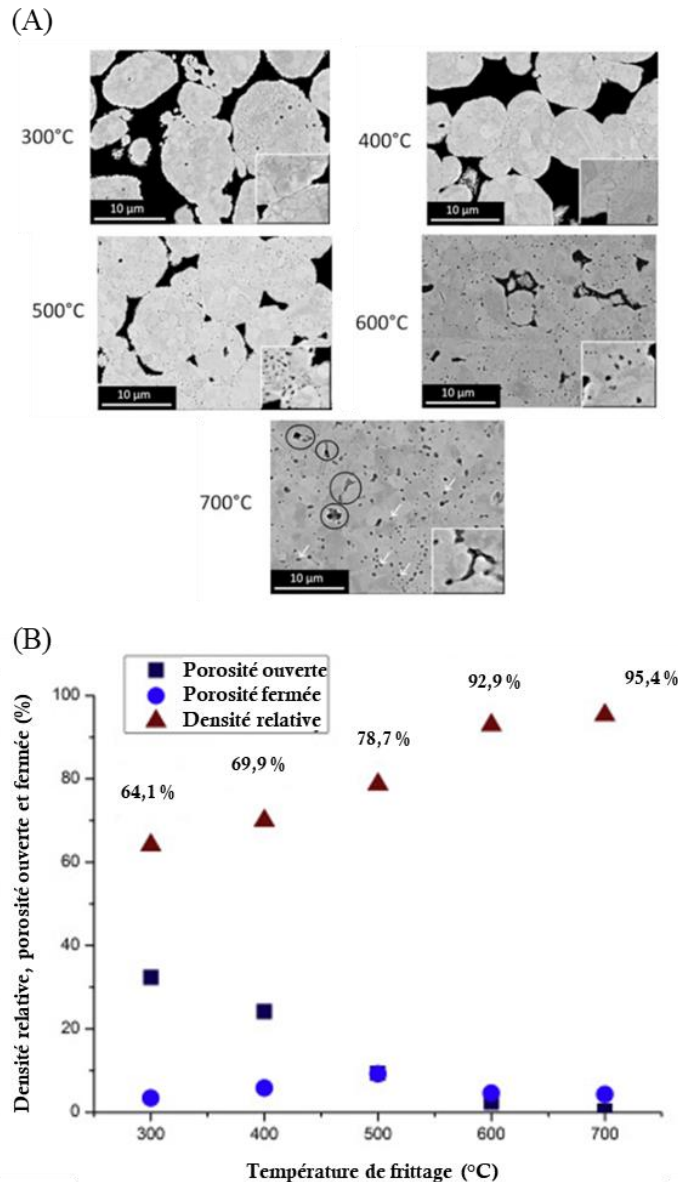 (A)
300°C
10 µm
400°C
10 µm
500°C
10 µm
600°C
10 µm
700°C
10 µm
(B)
Porosité ouverte
Porosité fermée
Densité relative
Densité relative, porosité ouverte et fermée (%)
100
80
60
40
20
0
64,1 %
69,9 %
78,7 %
92,9 %
95,4 %
300
400
500
600
700
Température de frittage (°C)